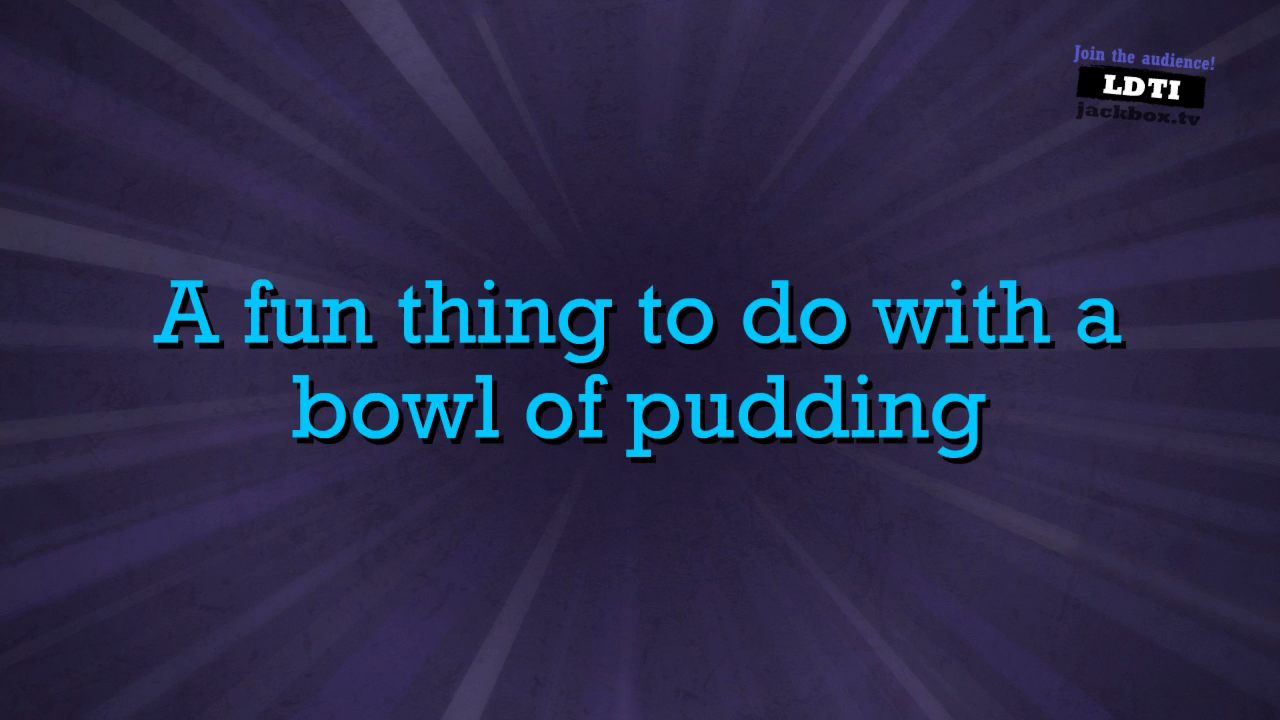 Join the audience!
LDTI
jackbox.tv
A fun thing to do with a
bowl of pudding